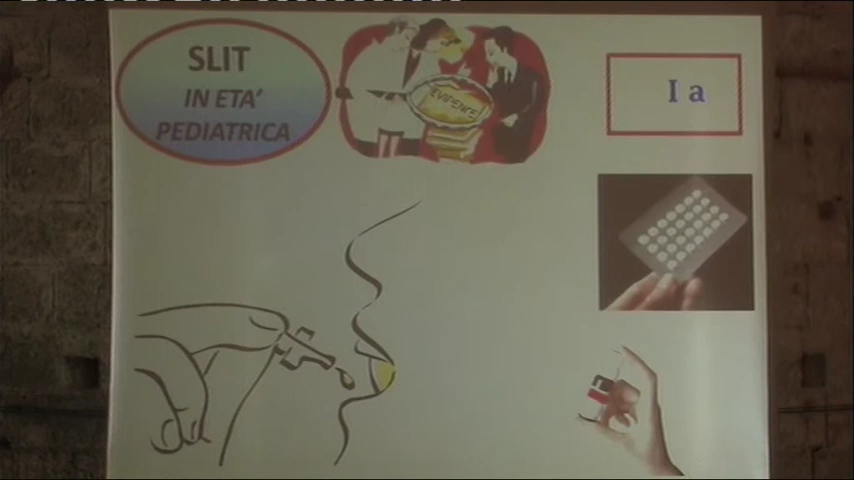 SLIT
IN ETA'
PEDIATRICA
EVIDENCE
I a